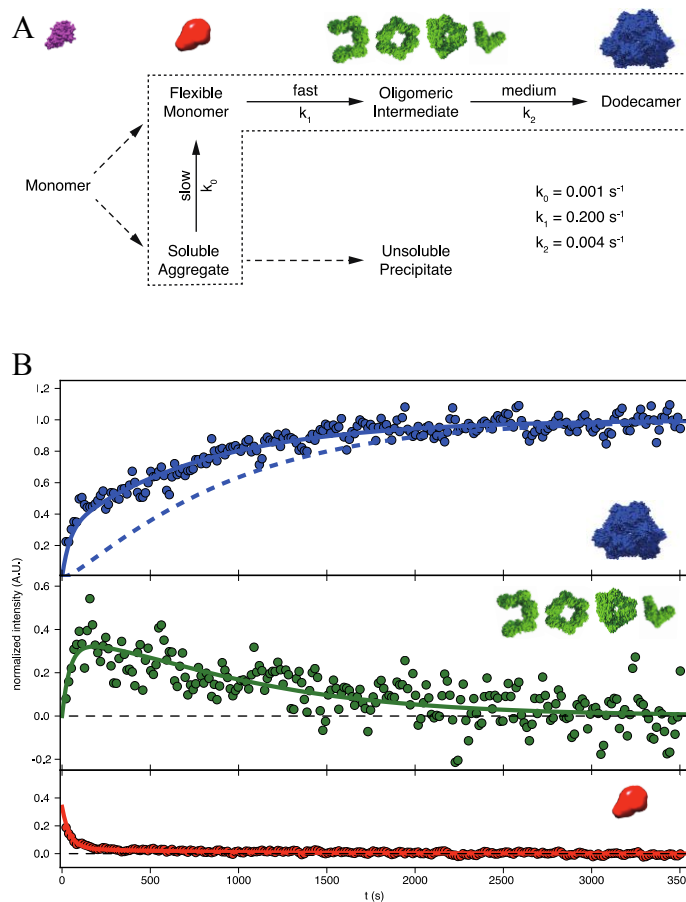 A
Flexible
Monomer
fast
k1
Oligomeric
Intermediate
medium
k2
Dodecamer
Monomer
slow
k0
k0 = 0.001 s-1
k1 = 0.200 s-1
k2 = 0.004 s-1
Soluble
Aggregate
Unsoluble
Precipitate
B
1.2
1.0
0.8
0.6
0.4
0.2
0.6
0.4
0.2
0.0
-0.2
0.4
0.2
0.0
normalized intensity (A.U.)
0 500 1000 1500 2000 2500 3000 3500
t (s)